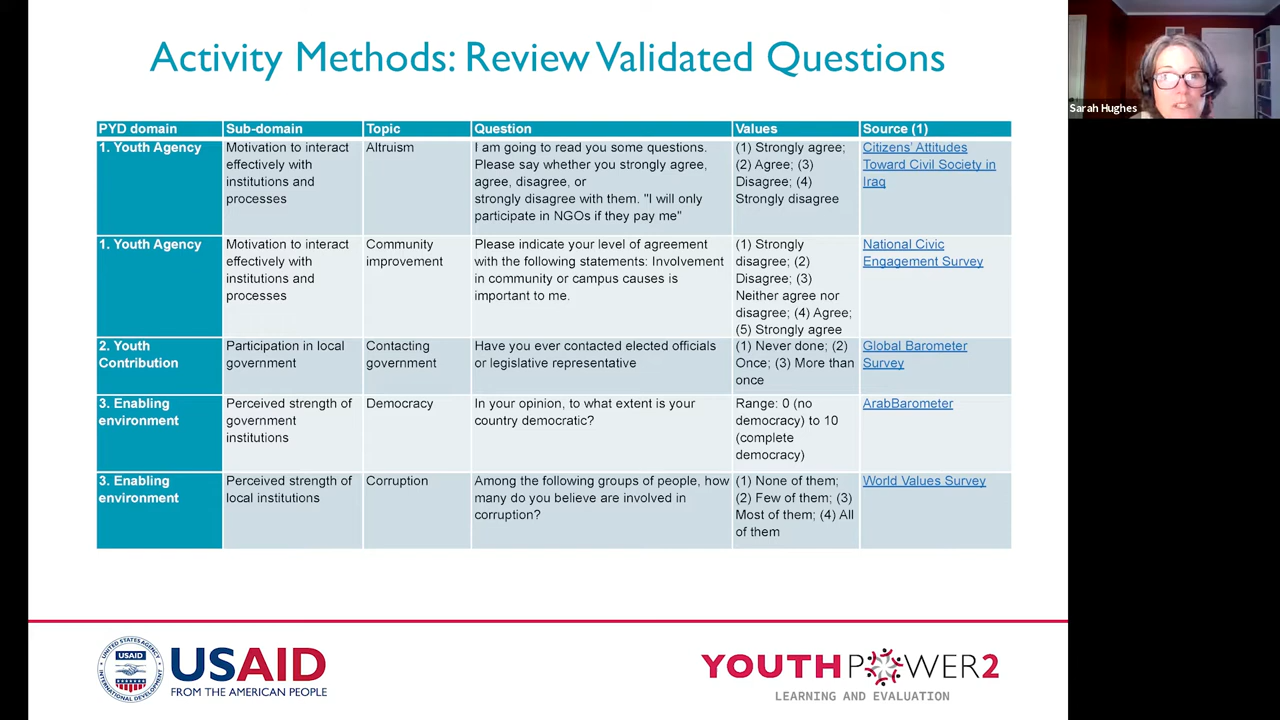 Activity Methods: Review Validated Questions
Sarah Hughes
PYD domain Sub-domain Topic Question Values Source (1)
1. Youth Agency
Motivation to interact
effectively with
institutions and
processes
Altruism
I am going to read you some questions.
Please say whether you strongly agree,
agree, disagree, or
strongly disagree with them. "I will only
participate in NGOs if they pay me"
(1) Strongly agree;
(2) Agree; (3)
Disagree; (4)
Strongly disagree
Citizens' Attitudes
Toward Civil Society in
Iraq
1. Youth Agency
Motivation to interact
effectively with
institutions and
processes
Community
improvement
Please indicate your level of agreement
with the following statements: Involvement
in community or campus causes is
important to me.
(1) Strongly
disagree; (2)
Disagree; (3)
Neither agree nor
disagree; (4) Agree;
(5) Strongly agree
National Civic
Engagement Survey
2. Youth
Contribution
Participation in local
government
Contacting
government
Have you ever contacted elected officials
or legislative representative
(1) Never done; (2)
Once; (3) More than
once
Global Barometer
Survey
3. Enabling
environment
Perceived strength of
government
institutions
Democracy
In your opinion, to what extent is your
country democratic?
Range: 0 (no
democracy) to 10
(complete
democracy)
ArabBarometer
3. Enabling
environment
Perceived strength of
local institutions
Corruption
Among the following groups of people, how
many do you believe are involved in
corruption?
(1) None of them;
(2) Few of them; (3)
Most of them; (4) All
of them
World Values Survey
UNITED STATES AGENCY
USAID
INTERNATIONAL DEVELOPMENT
USAID
FROM THE AMERICAN PEOPLE
YOUTHPOWER2
LEARNING AND EVALUATION